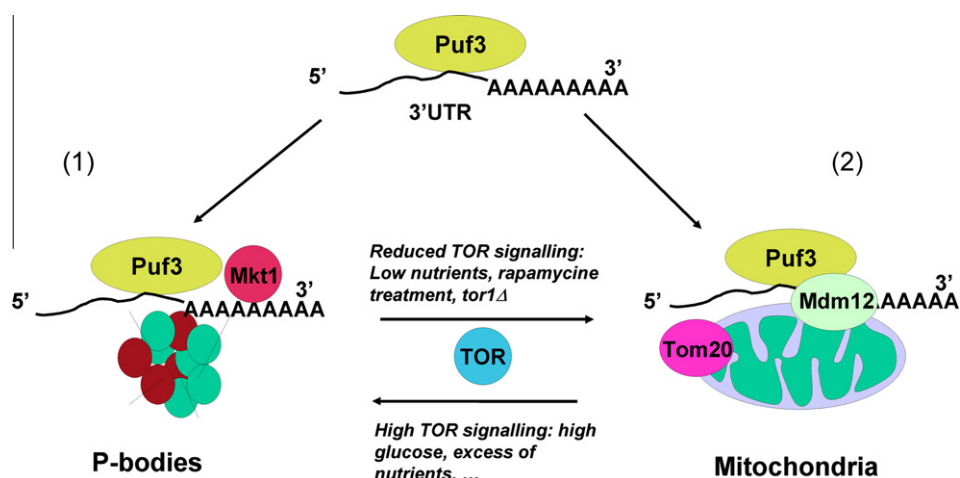 Puf3
5’
3’
AAAAAAAAA
3’UTR
(1)
(2)
Puf3
Mkt1
5’
3’
AAAAAAAAA
Reduced TOR signalling:
Low nutrients, rapamycine
treatment, tor1Δ
TOR
High TOR signalling: high
glucose, excess of
nutrients, ...
Puf3
5’
3’
Mdm12
AAAAA
Tom20
P-bodies
Mitochondria